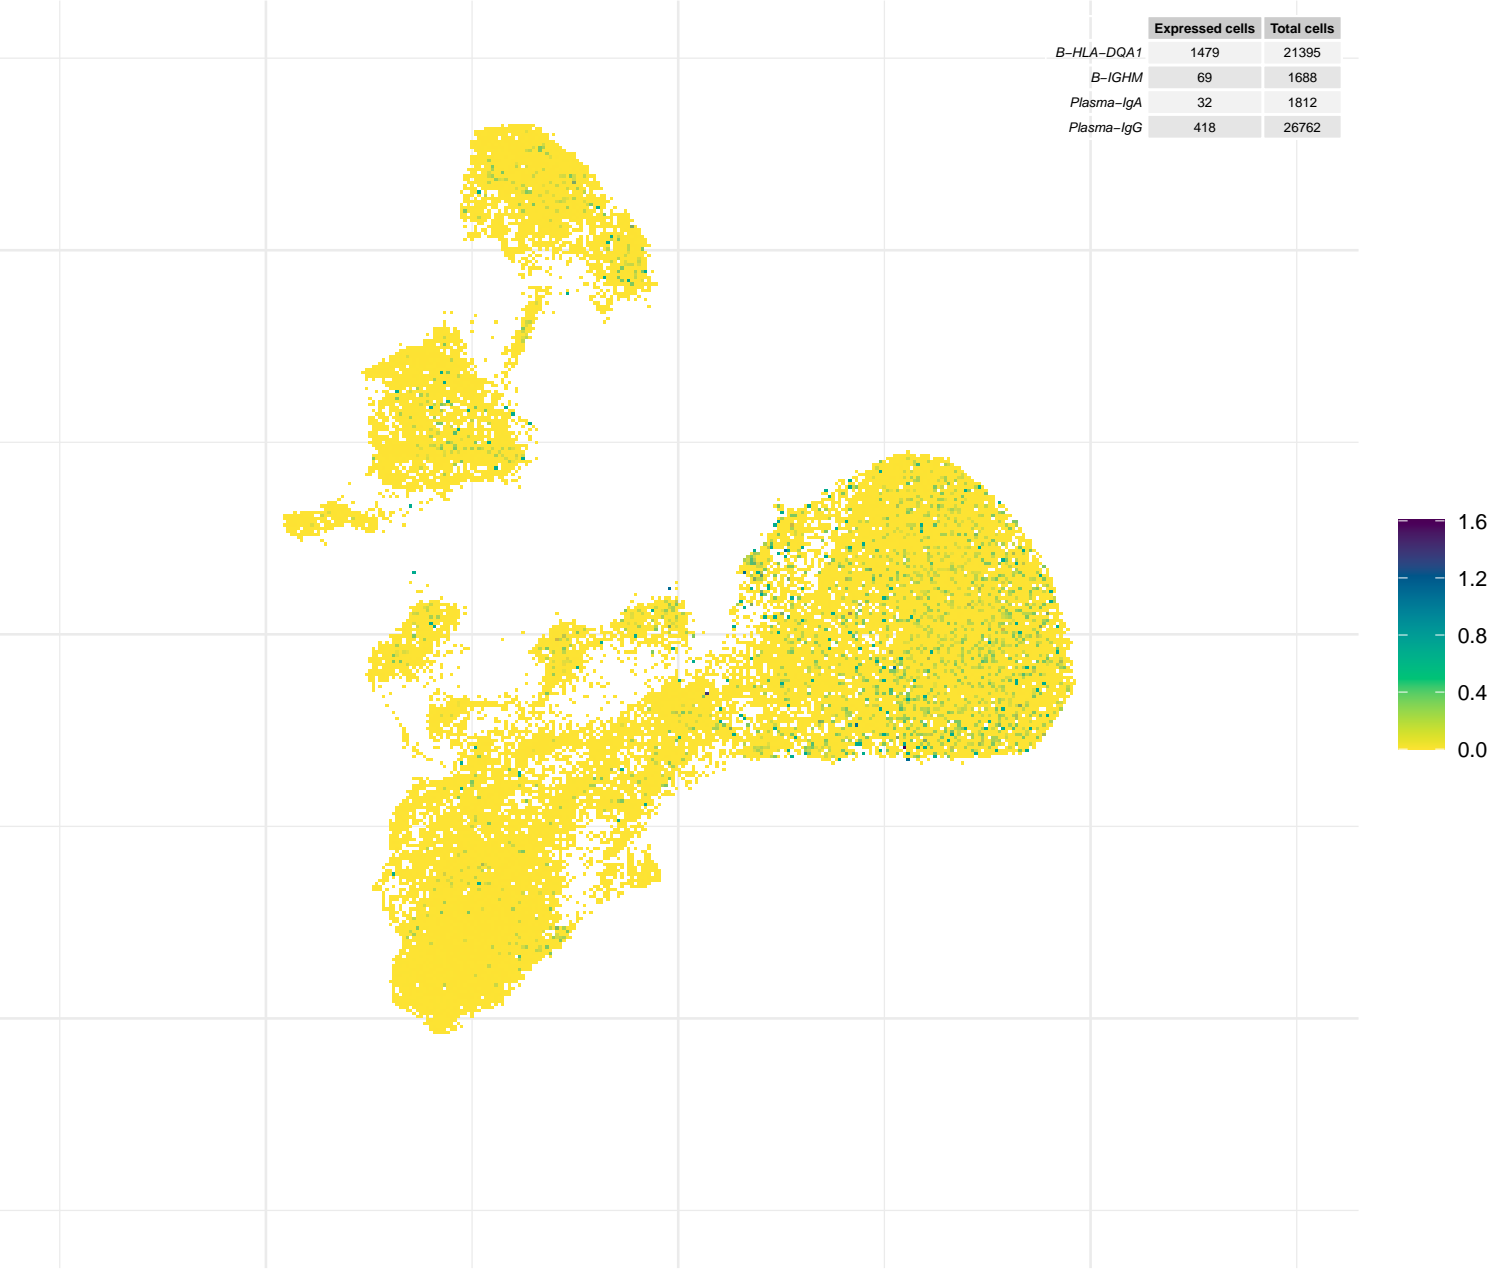 Expressed cells Total cells
B−HLA−DQA1 1479 21395
B−IGHM 69 1688
Plasma−IgA 32 1812
Plasma−IgG 418 26762
1.6
1.2
0.8
0.4
0.0